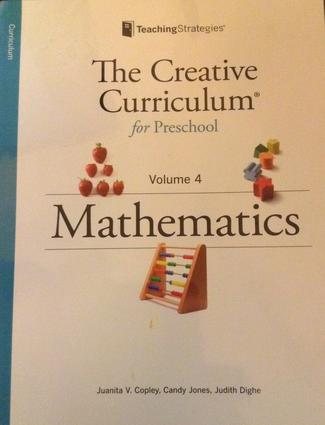 Curriculum
TeachingStrategies®
The Creative
Curriculum®
for Preschool
Volume 4
Mathematics
Juanita V. Copley, Candy Jones, Judith Dighe